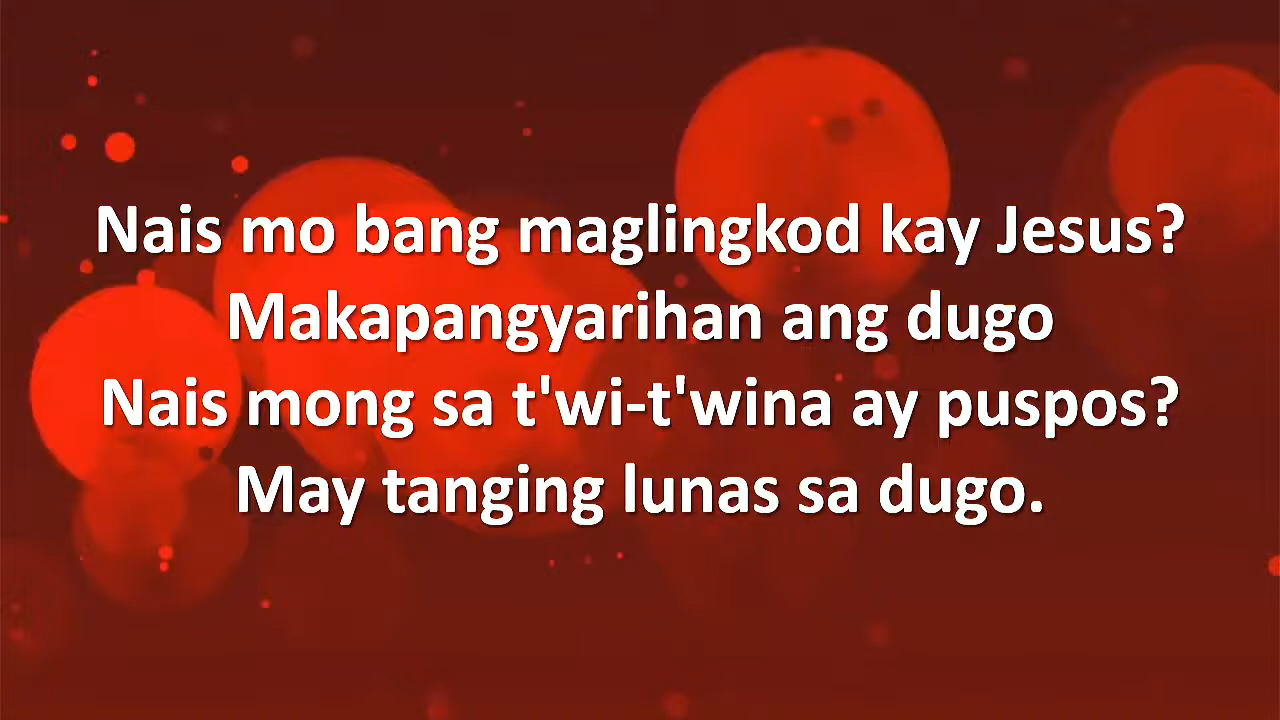 Nais mo bang maglingkod kay Jesus?
Makapangyarihan ang dugo
Nais mong sa t'wi-t'wina ay puspos?
May tanging lunas sa dugo.